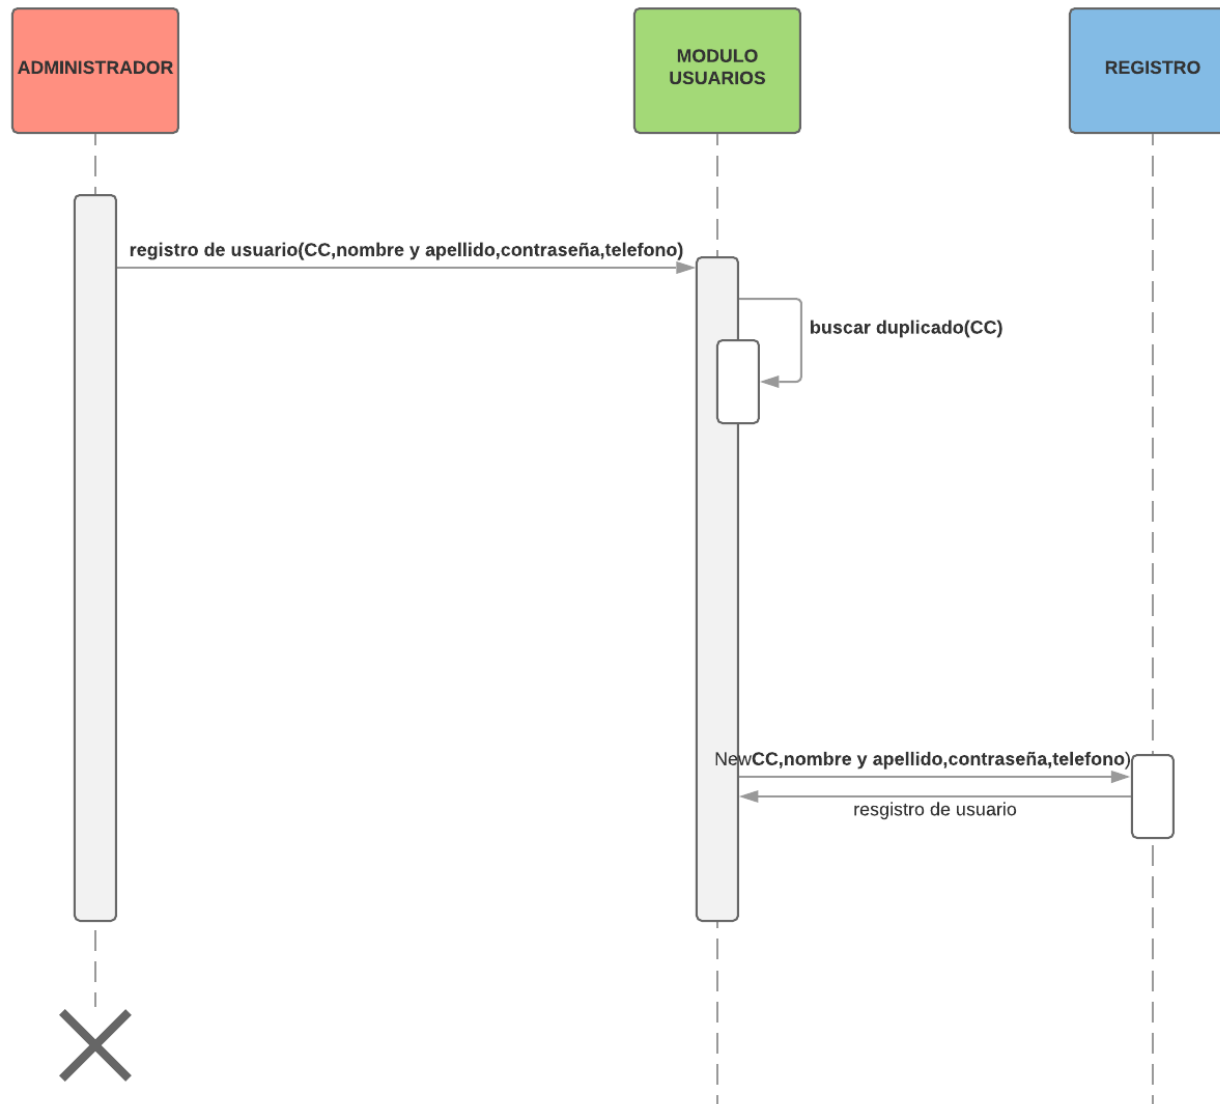 ADMINISTRADOR
MODULO
USUARIOS
REGISTRO
registro de usuario(CC,nombre y apellido,contraseña,telefono)
buscar duplicado(CC)
NewCC,nombre y apellido,contraseña,telefono)
resgistro de usuario